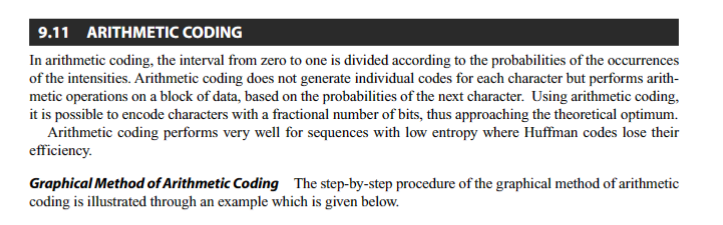 9.11 ARITHMETIC CODING
In arithmetic coding, the interval from zero to one is divided according to the probabilities of the occurrences
of the intensities. Arithmetic coding does not generate individual codes for each character but performs arith-
metic operations on a block of data, based on the probabilities of the next character. Using arithmetic coding,
it is possible to encode characters with a fractional number of bits, thus approaching the theoretical optimum.
Arithmetic coding performs very well for sequences with low entropy where Huffman codes lose their
efficiency.
Graphical Method of Arithmetic Coding The step-by-step procedure of the graphical method of arithmetic
coding is illustrated through an example which is given below.